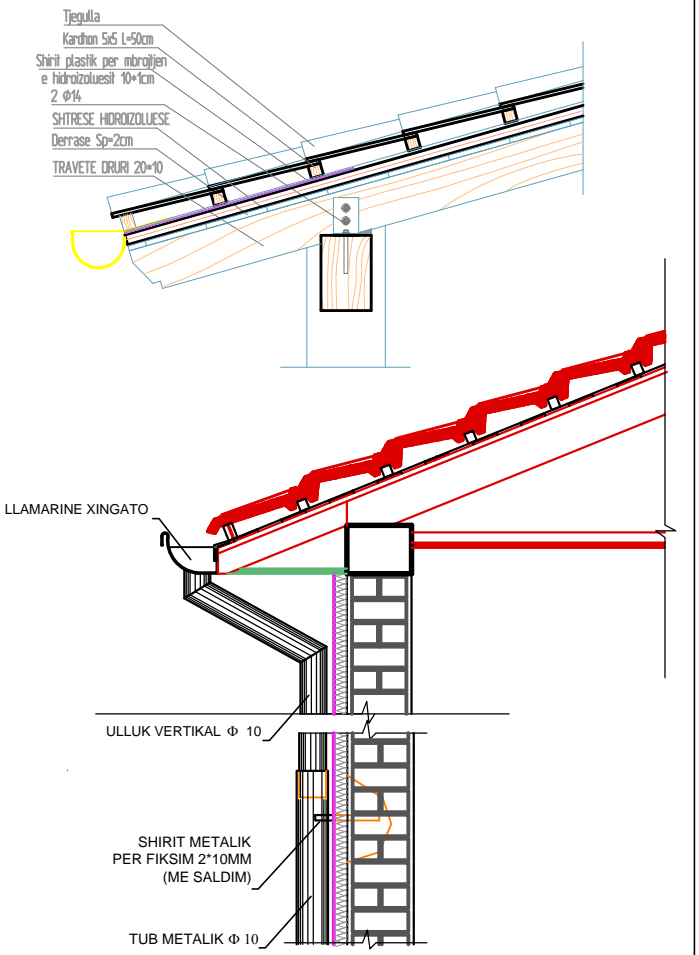 Tjegulla
Kardhon 5x5 L=50cm
Shirit plastik per mbrojtjen
e hidroizoluesit 10*1cm
2 Φ14
SHTRESE HIDROIZOLUESE
Derrase Sp=2cm
TRAVETE DRURI 20*10
LLAMARINE XINGATO
ULLUK VERTIKAL Φ 10
SHIRIT METALIK
PER FIKSIM 2*10MM
(ME SALDIM)
TUB METALIK Φ 10